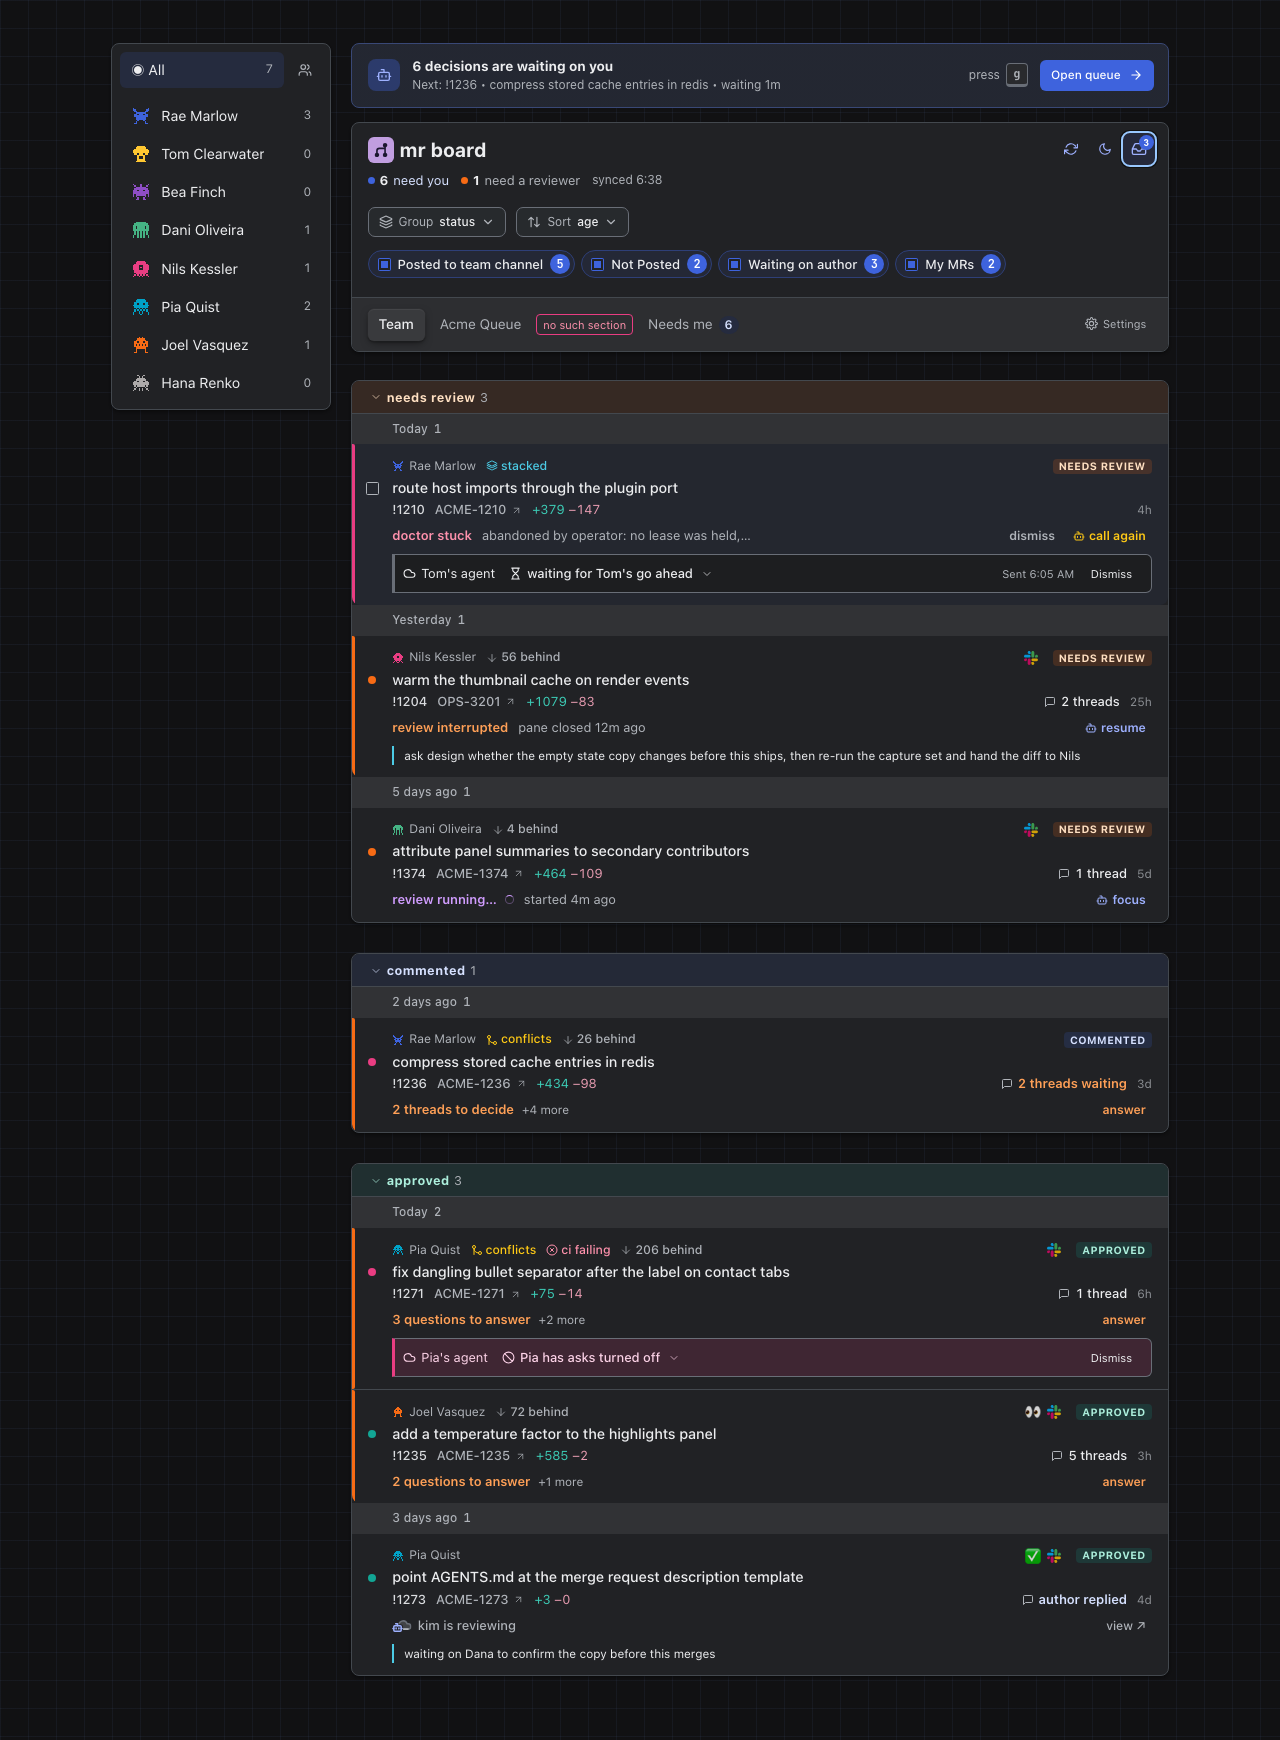 All 7
Rae Marlow 3
Tom Clearwater 0
Bea Finch 0
Dani Oliveira 1
Nils Kessler 1
Pia Quist 2
Joel Vasquez 1
Hana Renko 0
6 decisions are waiting on you
Next: !1236 • compress stored cache entries in redis • waiting 1m
press g Open queue →
mr board
3
6 need you 1 need a reviewer synced 6:38
Group status Sort age
Posted to team channel 5 Not Posted 2 Waiting on author 3 My MRs 2
Team Acme Queue no such section Needs me 6 Settings
needs review 3
Today 1
Rae Marlow stacked NEEDS REVIEW
route host imports through the plugin port
!1210 ACME-1210 ↗ +379 −147 4h
doctor stuck abandoned by operator: no lease was held,… dismiss call again
Tom's agent waiting for Tom's go ahead Sent 6:05 AM Dismiss
Yesterday 1
Nils Kessler ↓ 56 behind NEEDS REVIEW
warm the thumbnail cache on render events
!1204 OPS-3201 ↗ +1079 −83 2 threads 25h
review interrupted pane closed 12m ago resume
ask design whether the empty state copy changes before this ships, then re-run the capture set and hand the diff to Nils
5 days ago 1
Dani Oliveira ↓ 4 behind NEEDS REVIEW
attribute panel summaries to secondary contributors
!1374 ACME-1374 ↗ +464 −109 1 thread 5d
review running... started 4m ago focus
commented 1
2 days ago 1
Rae Marlow conflicts ↓ 26 behind COMMENTED
compress stored cache entries in redis
!1236 ACME-1236 ↗ +434 −98 2 threads waiting 3d
2 threads to decide +4 more answer
approved 3
Today 2
Pia Quist conflicts ci failing ↓ 206 behind APPROVED
fix dangling bullet separator after the label on contact tabs
!1271 ACME-1271 ↗ +75 −14 1 thread 6h
3 questions to answer +2 more answer
Pia's agent Pia has asks turned off Dismiss
Joel Vasquez ↓ 72 behind APPROVED
add a temperature factor to the highlights panel
!1235 ACME-1235 ↗ +585 −2 5 threads 3h
2 questions to answer +1 more answer
3 days ago 1
Pia Quist APPROVED
point AGENTS.md at the merge request description template
!1273 ACME-1273 ↗ +3 −0 author replied 4d
kim is reviewing view ↗
waiting on Dana to confirm the copy before this merges